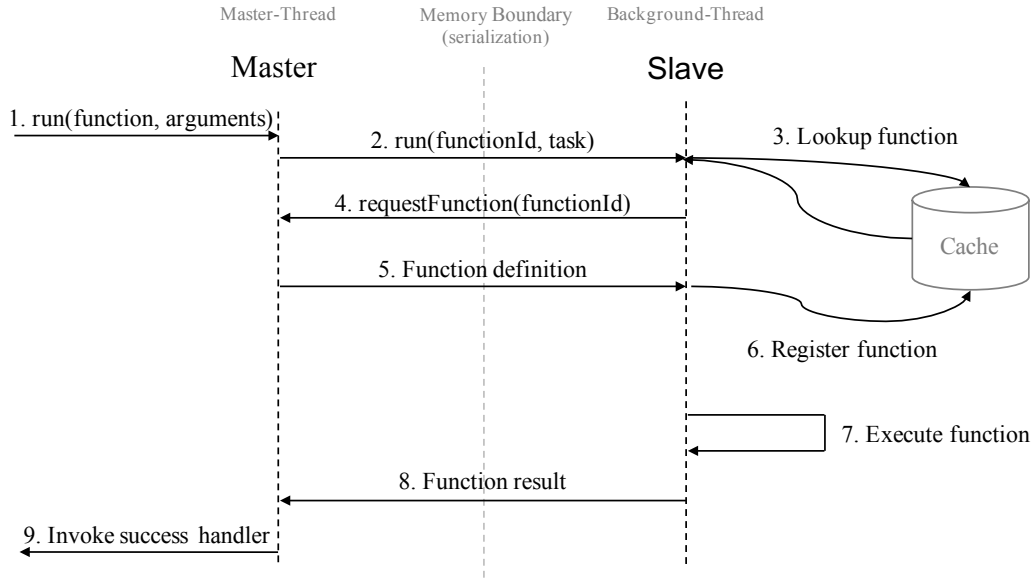 Master-Thread
Memory Boundary
(serialization)
Background-Thread
Master
Slave
1. run(function, arguments)
2. run(functionId, task)
3. Lookup function
4. requestFunction(functionId)
Cache
5. Function definition
6. Register function
7. Execute function
8. Function result
9. Invoke success handler